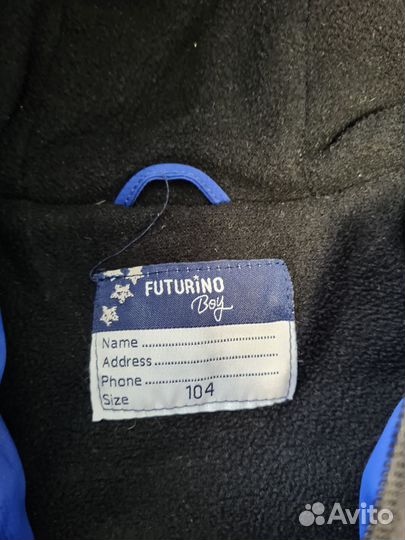 FUTURiNO
Boy
Name ........................
Address ...................
Phone ......................
Size 104
Avito